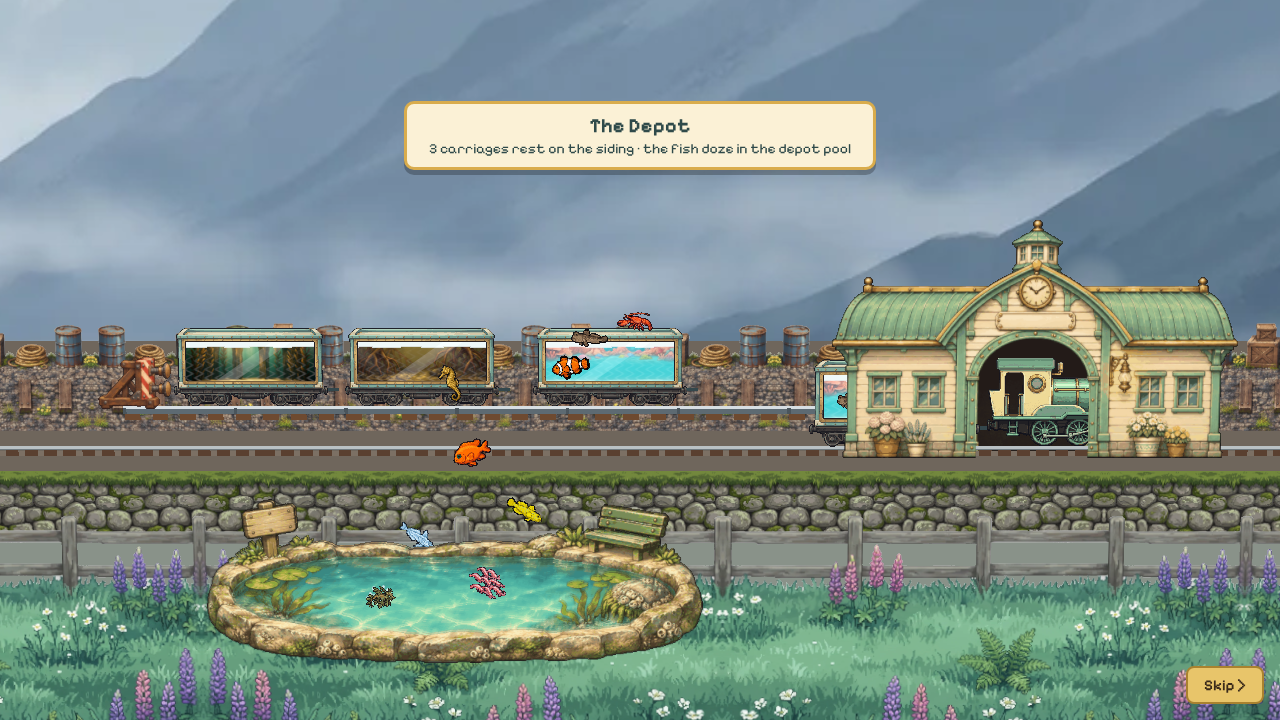 The Depot
3 carriages rest on the siding · the fish doze in the depot pool
Skip >